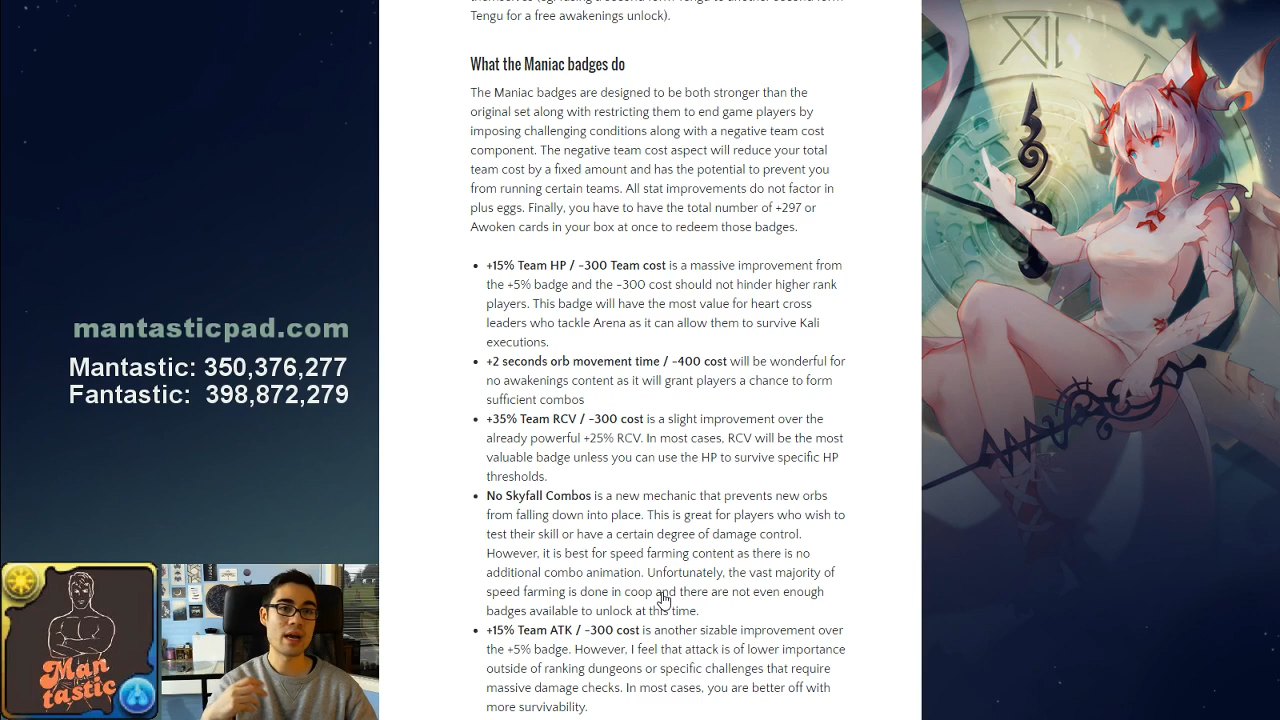 Tengu for a free awakenings unlock).
What the Maniac badges do
The Maniac badges are designed to be both stronger than the
original set along with restricting them to end game players by
imposing challenging conditions along with a negative team cost
component. The negative team cost aspect will reduce your total
team cost by a fixed amount and has the potential to prevent you
from running certain teams. All stat improvements do not factor in
plus eggs. Finally, you have to have the total number of +297 or
Awoken cards in your box at once to redeem those badges.
+15% Team HP / -300 Team cost is a massive improvement from
the +5% badge and the -300 cost should not hinder higher rank
players. This badge will have the most value for heart cross
leaders who tackle Arena as it can allow them to survive Kali
executions.
+2 seconds orb movement time / -400 cost will be wonderful for
no awakenings content as it will grant players a chance to form
sufficient combos
+35% Team RCV / -300 cost is a slight improvement over the
already powerful +25% RCV. In most cases, RCV will be the most
valuable badge unless you can use the HP to survive specific HP
thresholds.
No Skyfall Combos is a new mechanic that prevents new orbs
from falling down into place. This is great for players who wish to
test their skill or have a certain degree of damage control.
However, it is best for speed farming content as there is no
additional combo animation. Unfortunately, the vast majority of
speed farming is done in coop and there are not even enough
badges available to unlock at this time.
+15% Team ATK / -300 cost is another sizable improvement over
the +5% badge. However, I feel that attack is of lower importance
outside of ranking dungeons or specific challenges that require
massive damage checks. In most cases, you are better off with
more survivability.
mantasticpad.com
Mantastic: 350,376,277
Fantastic: 398,872,279
Man
tastic
XII